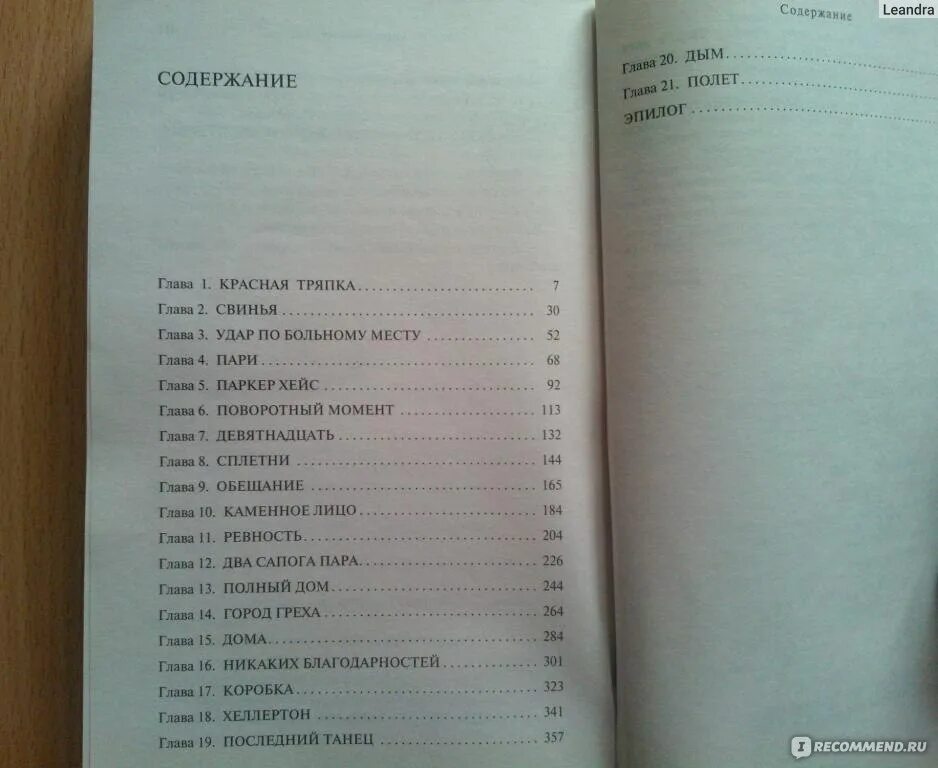 СОДЕРЖАНИЕ
Глава 1. КРАСНАЯ ТРЯПКА 7
Глава 2. СВИНЬЯ 30
Глава 3. УДАР ПО БОЛЬНОМУ МЕСТУ 52
Глава 4. ПАРИ 68
Глава 5. ПАРКЕР ХЕЙС 92
Глава 6. ПОВОРОТНЫЙ МОМЕНТ 113
Глава 7. ДЕВЯТНАДЦАТЬ 132
Глава 8. СПЛЕТНИ 144
Глава 9. ОБЕЩАНИЕ 165
Глава 10. КАМЕННОЕ ЛИЦО 184
Глава 11. РЕВНОСТЬ 204
Глава 12. ДВА САПОГА ПАРА 226
Глава 13. ПОЛНЫЙ ДОМ 244
Глава 14. ГОРОД ГРЕХА 264
Глава 15. ДОМА 284
Глава 16. НИКАКИХ БЛАГОДАРНОСТЕЙ 301
Глава 17. КОРОБКА 323
Глава 18. ХЕЛЛЕРТОН 341
Глава 19. ПОСЛЕДНИЙ ТАНЕЦ 357
Содержание
Глава 20. ДЫМ
Глава 21. ПОЛЕТ
ЭПИЛОГ
Leandra
IRECOMMEND.RU